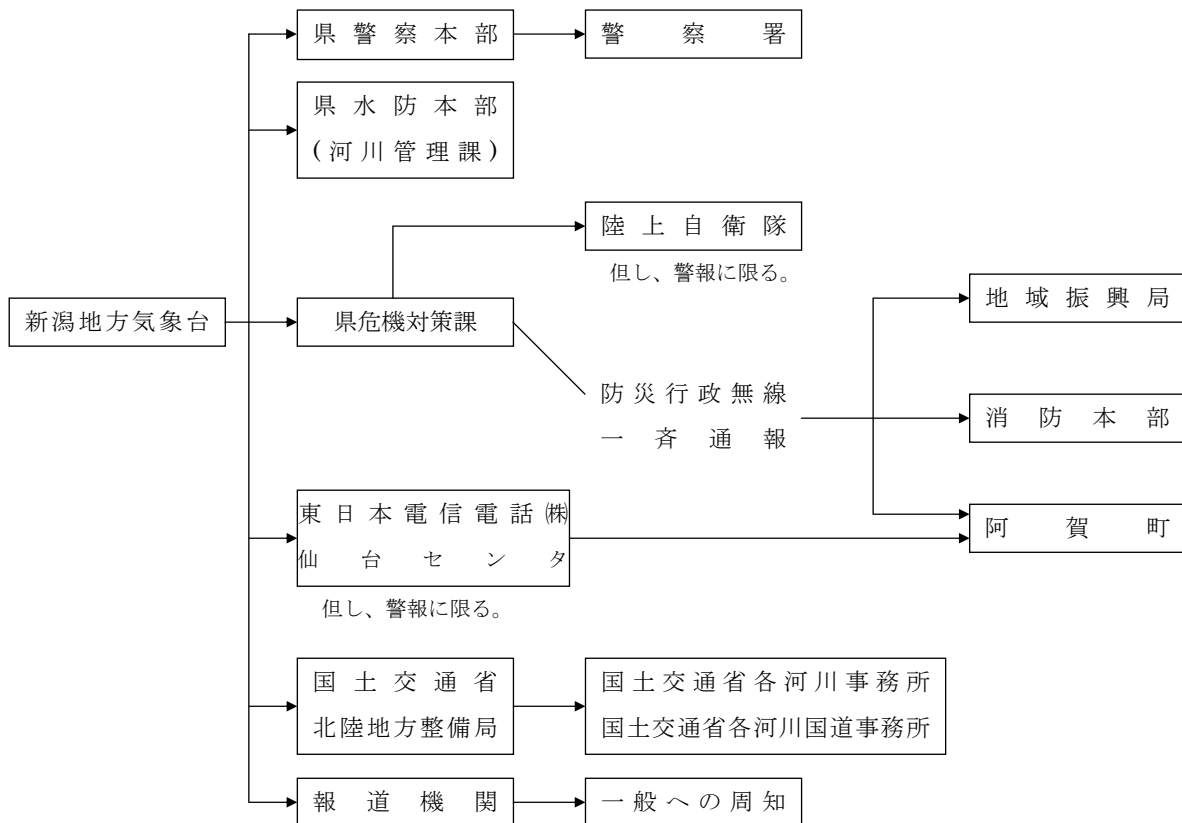 県警察本部
警察署
県水防本部
(河川管理課)
陸上自衛隊
但し、警報に限る。
地域振興局
新潟地方気象台
県危機対策課
防災行政無線
一斉通報
消防本部
東日本電信電話㈱
仙台センタ
阿賀町
但し、警報に限る。
国土交通省
北陸地方整備局
国土交通省各河川事務所
国土交通省各河川国道事務所
報道機関
一般への周知